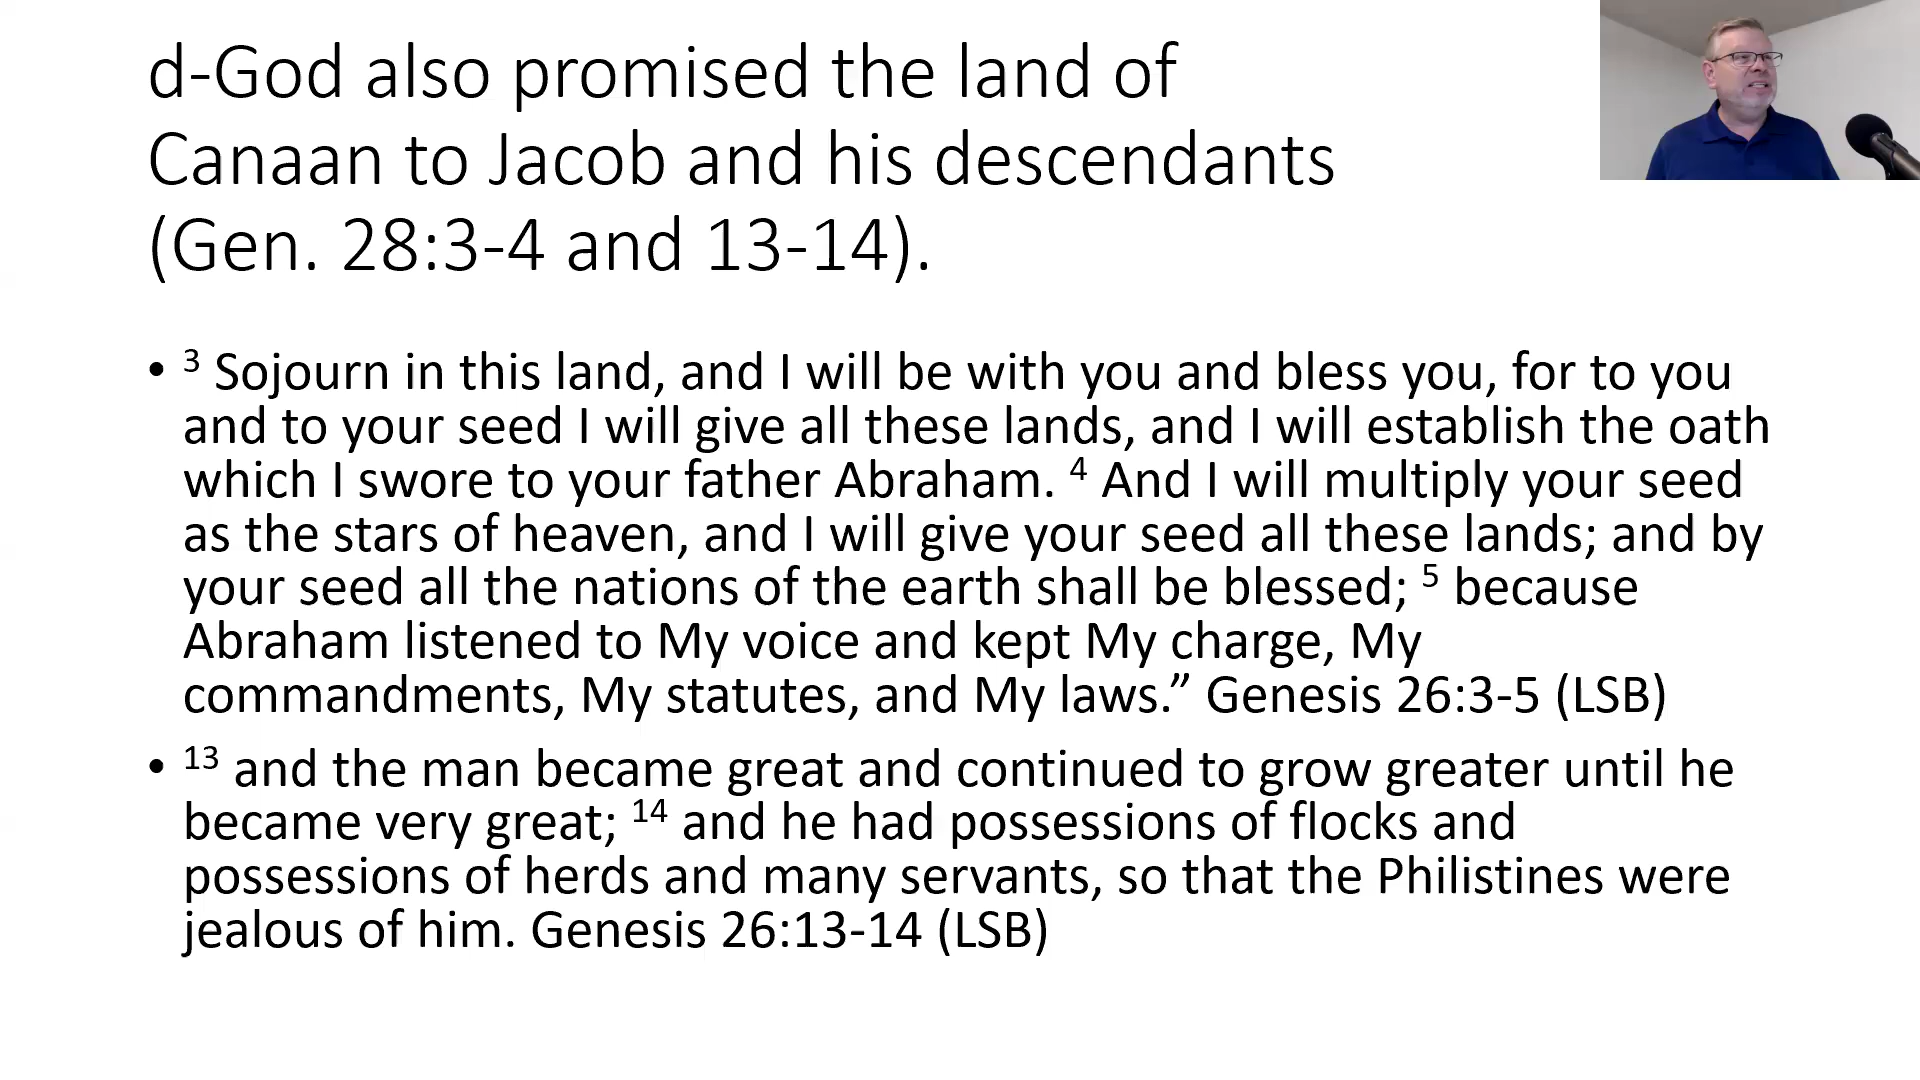 d-God also promised the land of
Canaan to Jacob and his descendants
(Gen. 28:3-4 and 13-14).
• 3 Sojourn in this land, and I will be with you and bless you, for to you
and to your seed I will give all these lands, and I will establish the oath
which I swore to your father Abraham. 4 And I will multiply your seed
as the stars of heaven, and I will give your seed all these lands; and by
your seed all the nations of the earth shall be blessed; 5 because
Abraham listened to My voice and kept My charge, My
commandments, My statutes, and My laws.” Genesis 26:3-5 (LSB)
• 13 and the man became great and continued to grow greater until he
became very great; 14 and he had possessions of flocks and
possessions of herds and many servants, so that the Philistines were
jealous of him. Genesis 26:13-14 (LSB)